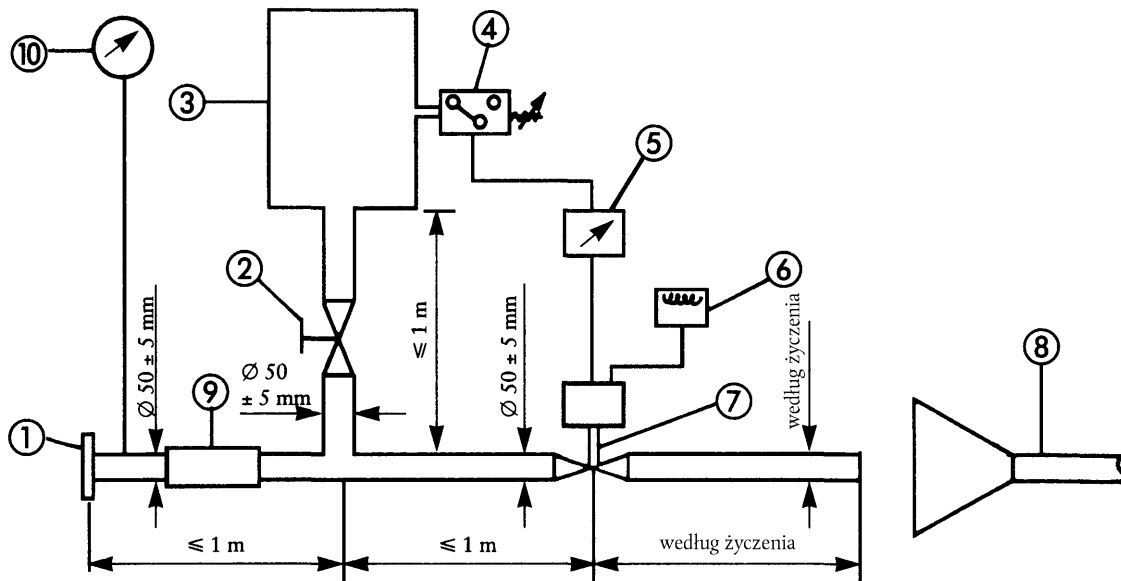 10
3
4
5
2
6
≤ 1 m
według życzenia
Ø 50 ± 5 mm
Ø 50
± 5 mm
Ø 50 ± 5 mm
8
9
7
1
≤ 1 m
≤ 1 m
według życzenia